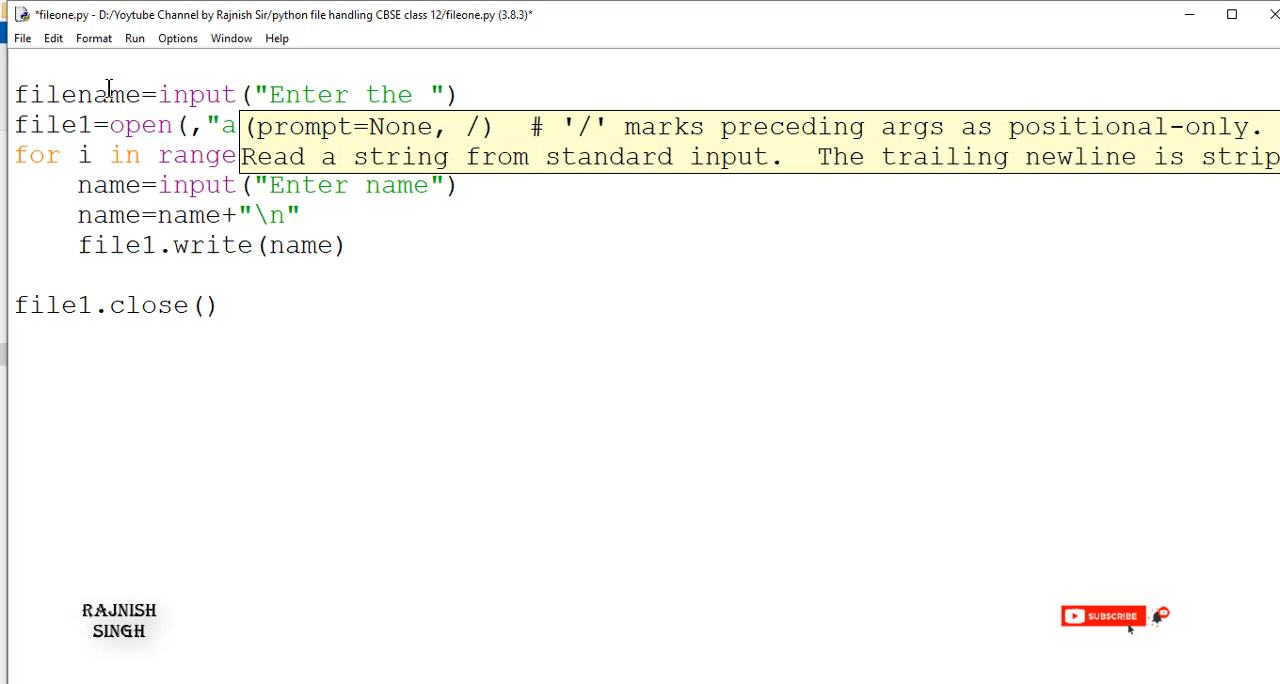 *fileone.py - D:/Yoytube Channel by Rajnish Sir/python file handling CBSE class 12/fileone.py (3.8.3)*
File Edit Format Run Options Window Help
filename=input("Enter the ")
file1=open(,"a
(prompt=None, /) # '/' marks preceding args as positional-only.
for i in range
Read a string from standard input. The trailing newline is strip
name=input("Enter name")
name=name+"\n"
file1.write(name)
file1.close()
RAJNISH
SINGH
SUBSCRIBE